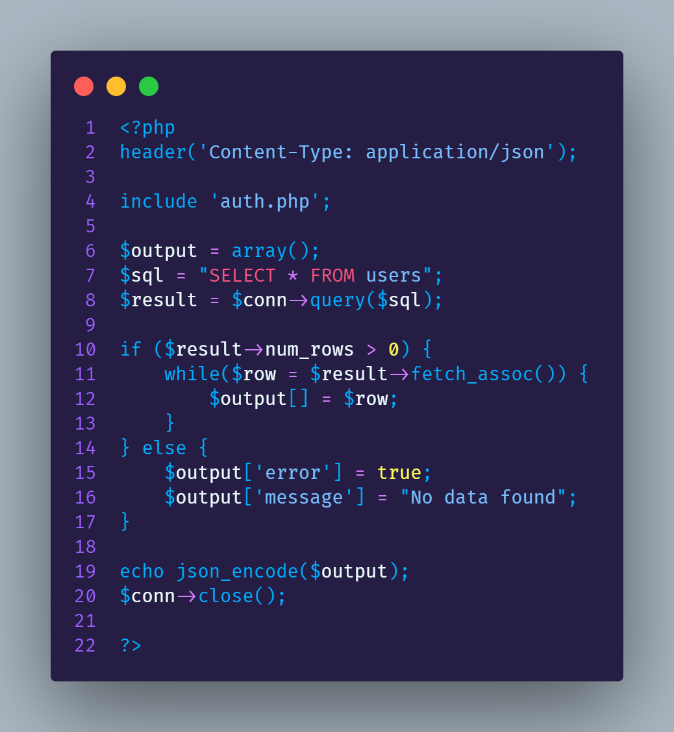 1 <?php
2 header('Content-Type: application/json');
3
4 include 'auth.php';
5
6 $output = array();
7 $sql = "SELECT * FROM users";
8 $result = $conn->query($sql);
9
10 if ($result->num_rows > 0) {
11     while($row = $result->fetch_assoc()) {
12         $output[] = $row;
13     }
14 } else {
15     $output['error'] = true;
16     $output['message'] = "No data found";
17 }
18
19 echo json_encode($output);
20 $conn->close();
21
22 ?>